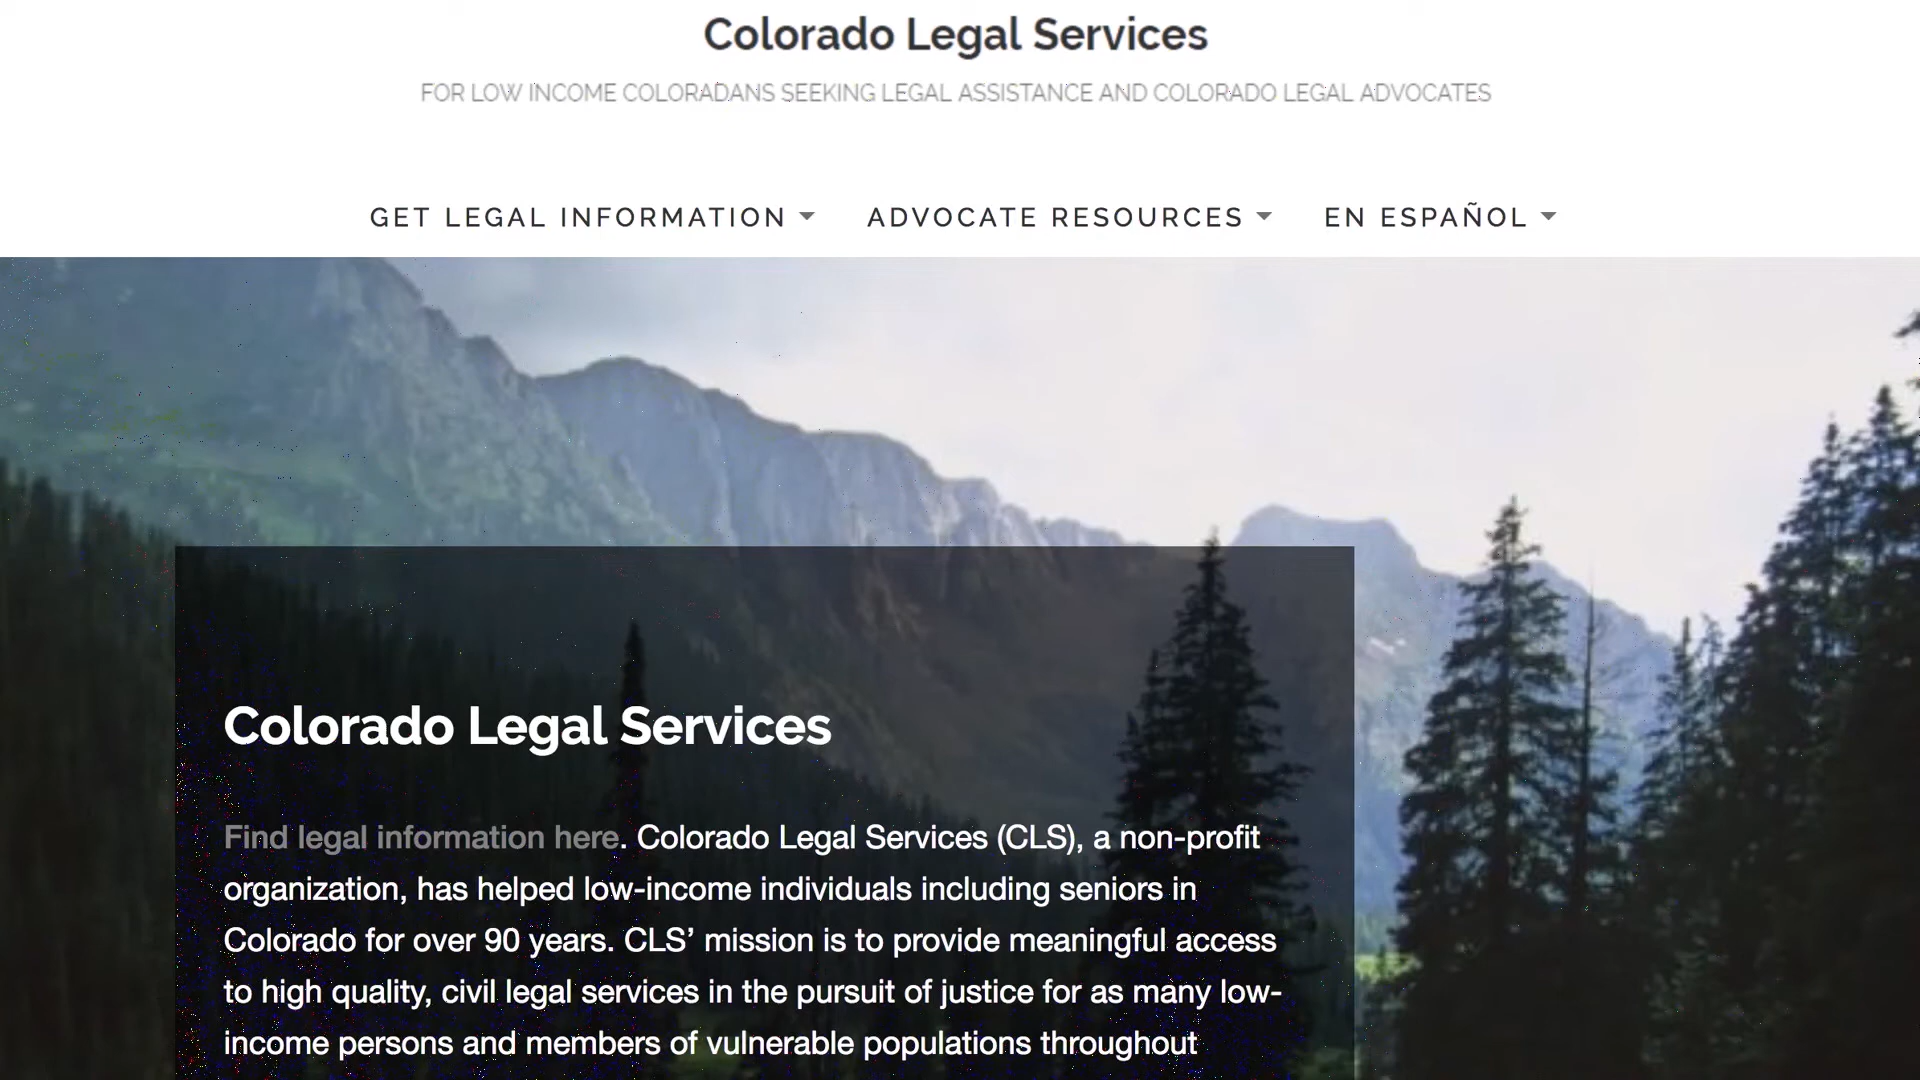 Colorado Legal Services
FOR LOW INCOME COLORADANS SEEKING LEGAL ASSISTANCE AND COLORADO LEGAL ADVOCATES
GET LEGAL INFORMATION ADVOCATE RESOURCES EN ESPAÑOL
Colorado Legal Services
Find legal information here. Colorado Legal Services (CLS), a non-profit
organization, has helped low-income individuals including seniors in
Colorado for over 90 years. CLS’ mission is to provide meaningful access
to high quality, civil legal services in the pursuit of justice for as many low-
income persons and members of vulnerable populations throughout